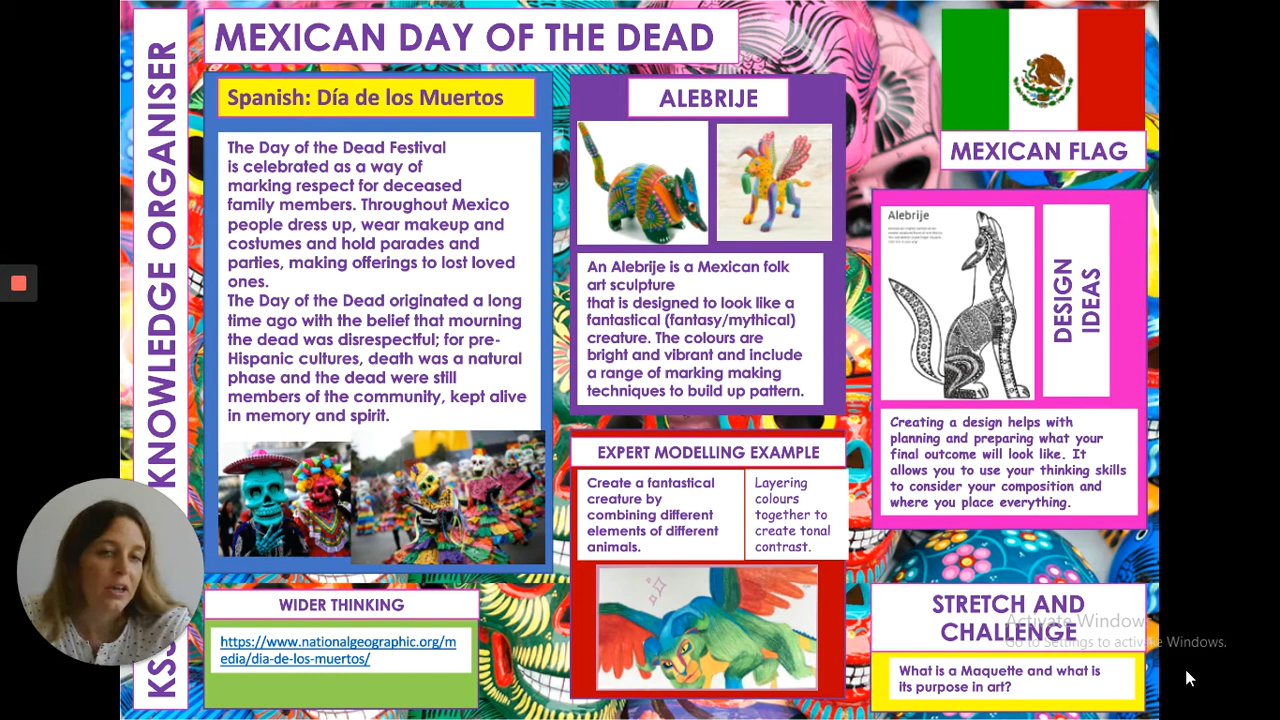 KS3 KNOWLEDGE ORGANISER
MEXICAN DAY OF THE DEAD
Spanish: Día de los Muertos
The Day of the Dead Festival
is celebrated as a way of
marking respect for deceased
family members. Throughout Mexico
people dress up, wear makeup and
costumes and hold parades and
parties, making offerings to lost loved
ones.
The Day of the Dead originated a long
time ago with the belief that mourning
the dead was disrespectful; for pre-
Hispanic cultures, death was a natural
phase and the dead were still
members of the community, kept alive
in memory and spirit.
WIDER THINKING
https://www.nationalgeographic.org/m
edia/dia-de-los-muertos/
ALEBRIJE
An Alebrije is a Mexican folk
art sculpture
that is designed to look like a
fantastical (fantasy/mythical)
creature. The colours are
bright and vibrant and include
a range of marking making
techniques to build up pattern.
EXPERT MODELLING EXAMPLE
Create a fantastical
creature by
combining different
elements of different
animals.
Layering
colours
together to
create tonal
contrast.
MEXICAN FLAG
Alebrije
DESIGN
IDEAS
Creating a design helps with
planning and preparing what your
final outcome will look like. It
allows you to use your thinking skills
to consider your composition and
where you place everything.
STRETCH AND
CHALLENGE
What is a Maquette and what is
its purpose in art?
Activate Windows
Go to Settings to activate Windows.